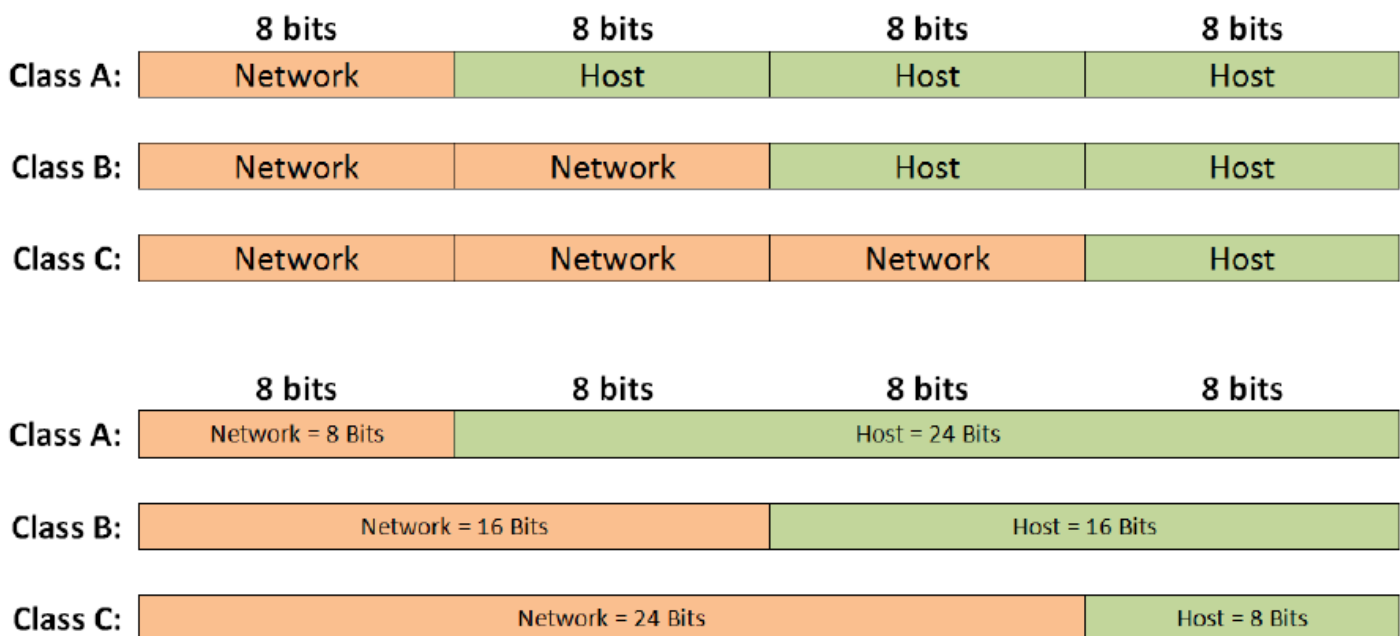 8 bits 8 bits 8 bits 8 bits
Class A: Network Host Host Host
Class B: Network Network Host Host
Class C: Network Network Network Host
8 bits 8 bits 8 bits 8 bits
Class A: Network = 8 Bits Host = 24 Bits
Class B: Network = 16 Bits Host = 16 Bits
Class C: Network = 24 Bits Host = 8 Bits